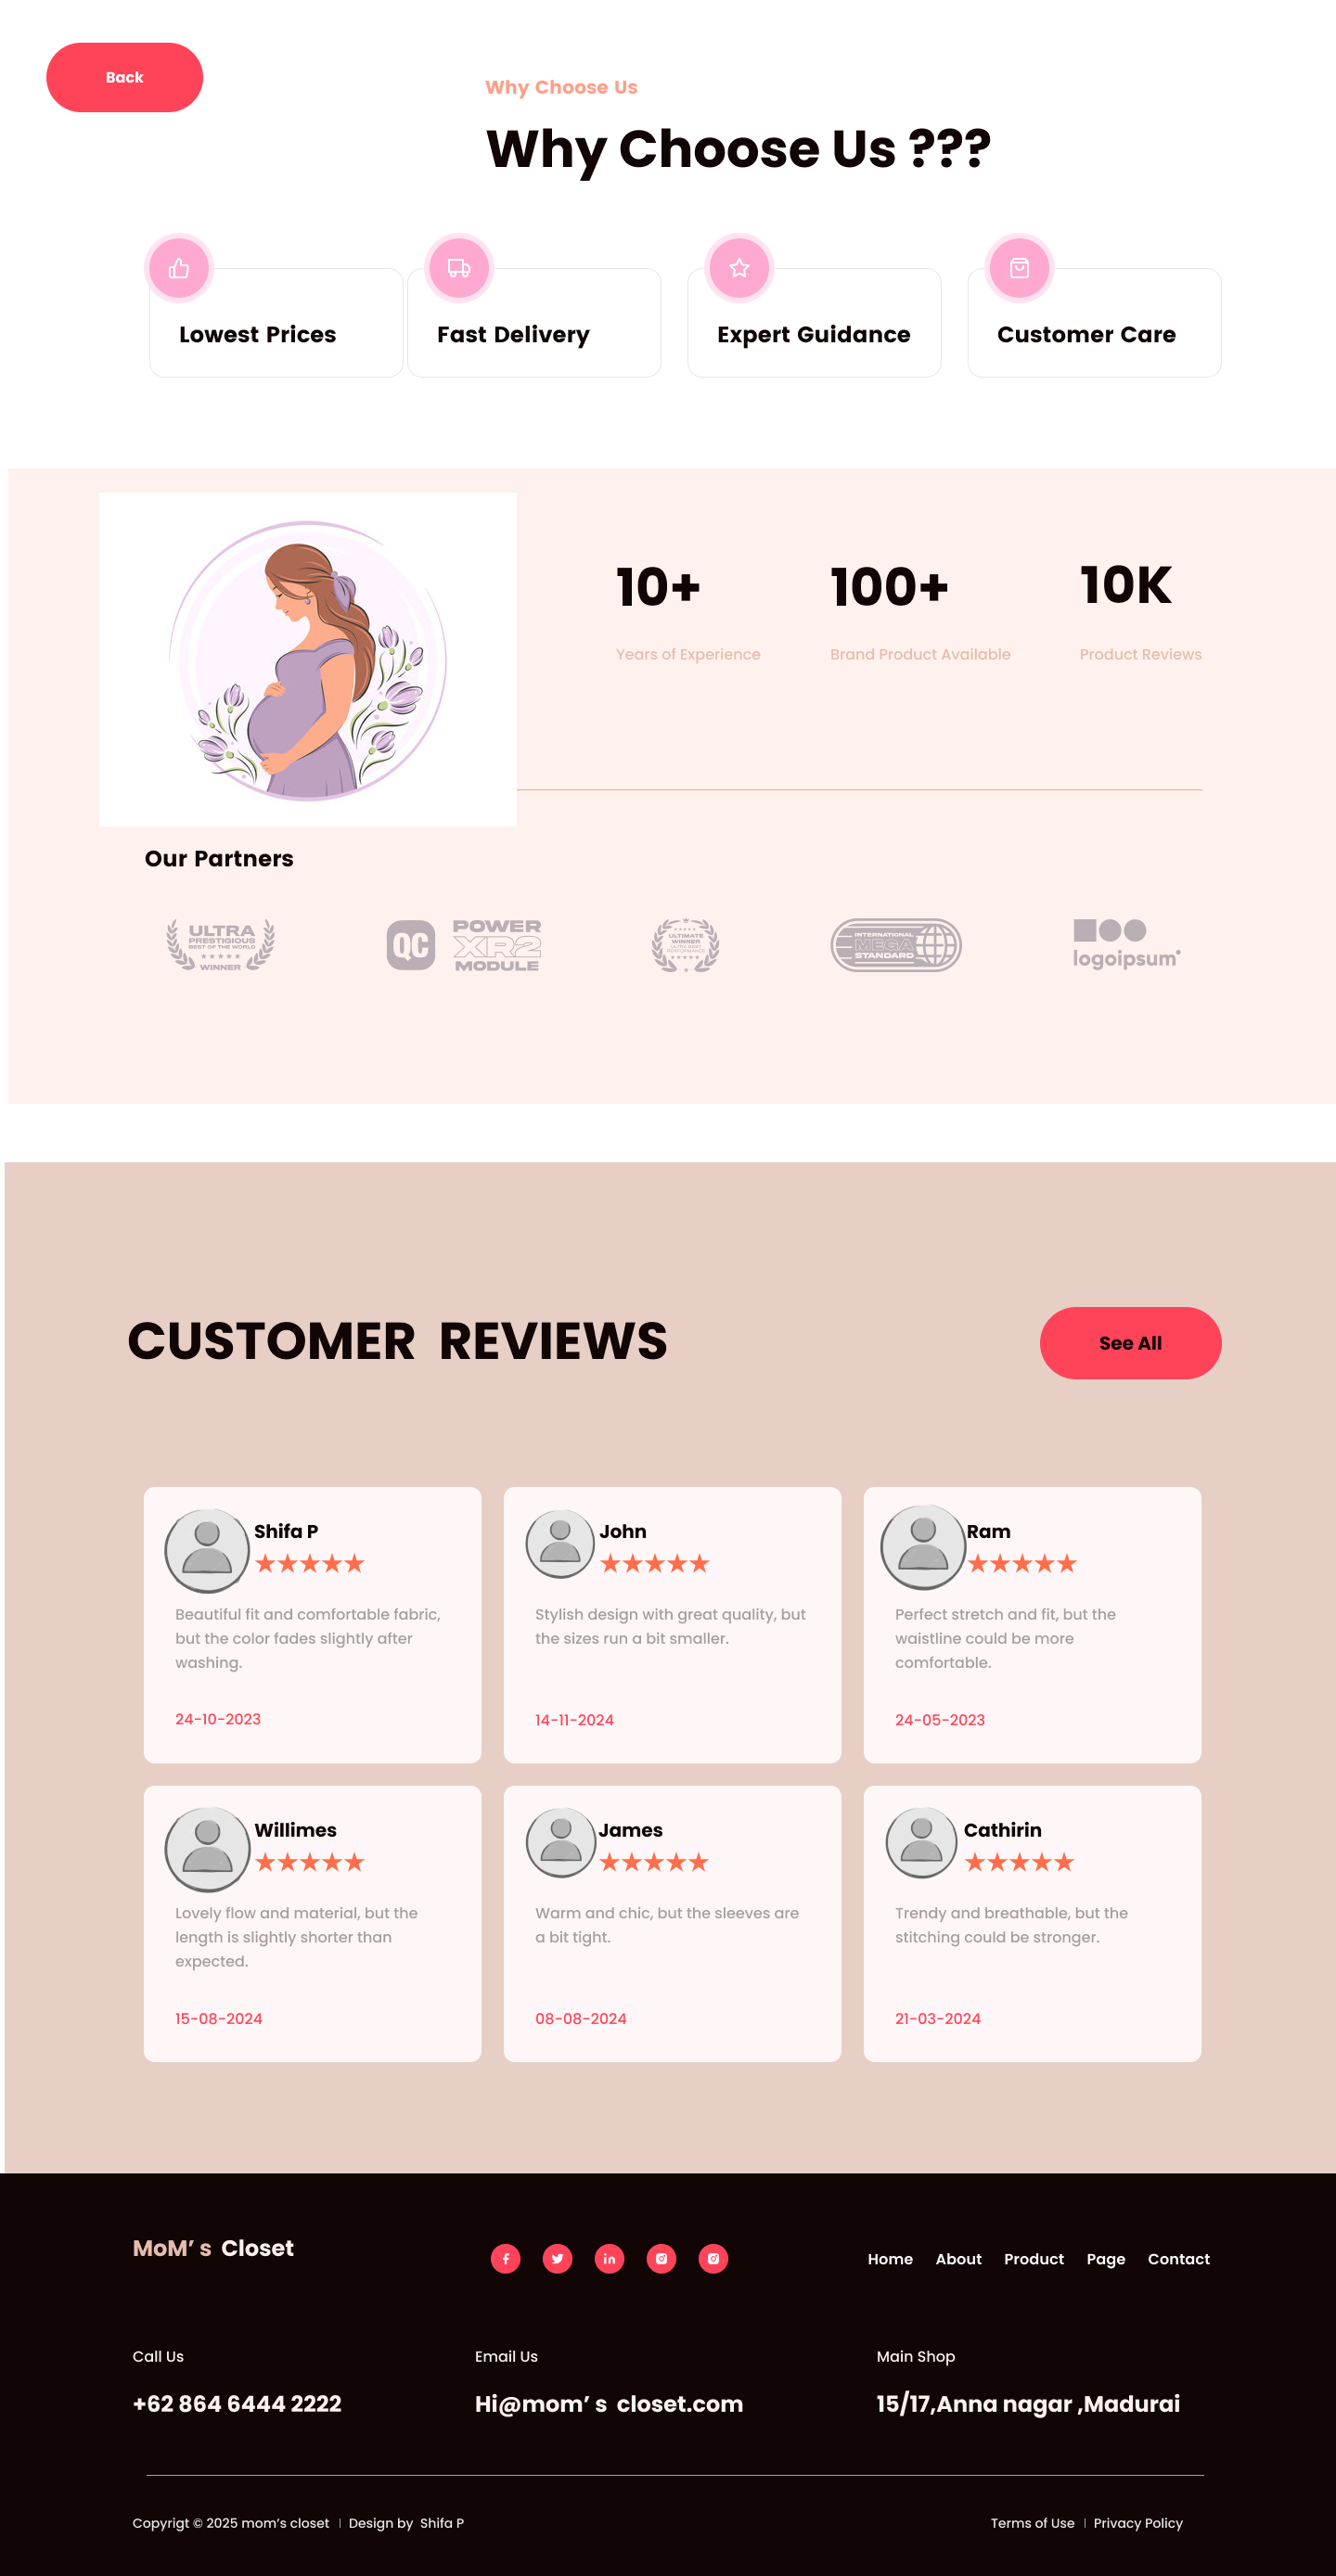 Back
Why Choose Us
Why Choose Us ???
Lowest Prices
Fast Delivery
Expert Guidance
Customer Care
10+
100+
10K
Years of Experience
Brand Product Available
Product Reviews
Our Partners
ULTRA
PRESTIGIOUS
BEST OF THE WORLD
WINNER
QC
POWER
XR2
MODULE
ULTIMATE
WINNER
ULTRA BEST
PERFORMANCE
INTERNATIONAL
MEGA
STANDARD
logoipsum
CUSTOMER REVIEWS
See All
Shifa P
Beautiful fit and comfortable fabric,
but the color fades slightly after
washing.
24-10-2023
John
Stylish design with great quality, but
the sizes run a bit smaller.
14-11-2024
Ram
Perfect stretch and fit, but the
waistline could be more
comfortable.
24-05-2023
Willimes
Lovely flow and material, but the
length is slightly shorter than
expected.
15-08-2024
James
Warm and chic, but the sleeves are
a bit tight.
08-08-2024
Cathirin
Trendy and breathable, but the
stitching could be stronger.
21-03-2024
MoM’ s Closet
Home About Product Page Contact
Call Us
+62 864 6444 2222
Email Us
Hi@mom’ s closet.com
Main Shop
15/17,Anna nagar ,Madurai
Copyrigt © 2025 mom’s closet | Design by Shifa P
Terms of Use | Privacy Policy